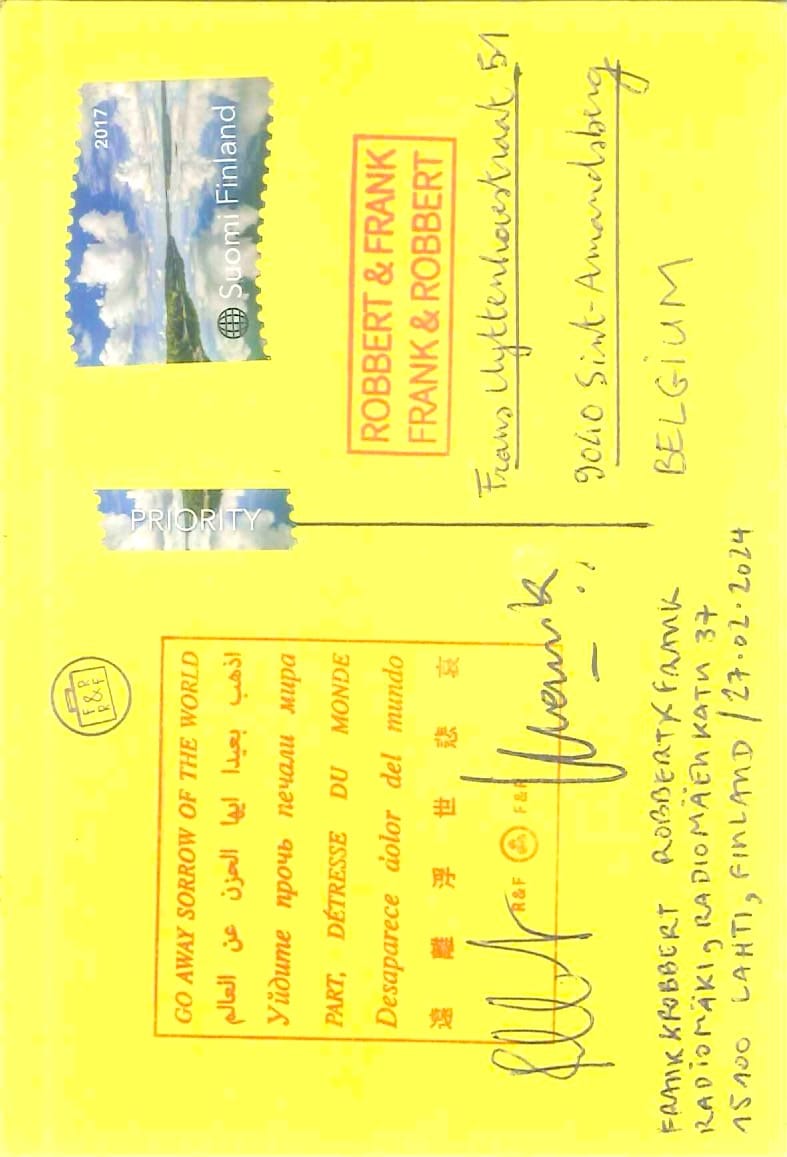 F & R
R & F
GO AWAY SORROW OF THE WORLD
اذهب بعيدا ايها الحزن عن العالم
Уйдите прочь печали мира
PART, DÉTRESSE DU MONDE
Desaparece dolor del mundo
遠離浮世悲哀
R&F F&R
FRANK&ROBBERT ROBBERT&FRANK
RADIOMÄKI, RADIOMÄENKATU 37
15100 LAHTI, FINLAND / 27.02.2024
PRIORITY
2017
Suomi Finland
ROBBERT & FRANK
FRANK & ROBBERT
Frans Uyttenhovestraat 51
9040 Sint-Amandsberg
BELGIUM